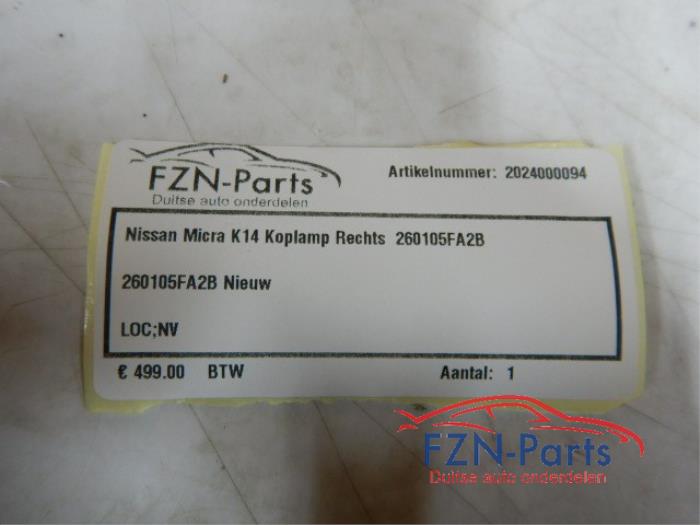 FZN-Parts
Duitse auto onderdelen
Artikelnummer: 2024000094
Nissan Micra K14 Koplamp Rechts 260105FA2B
260105FA2B Nieuw
LOC;NV
€ 499.00 BTW
Aantal: 1
FZN-Parts
Duitse auto onderdelen